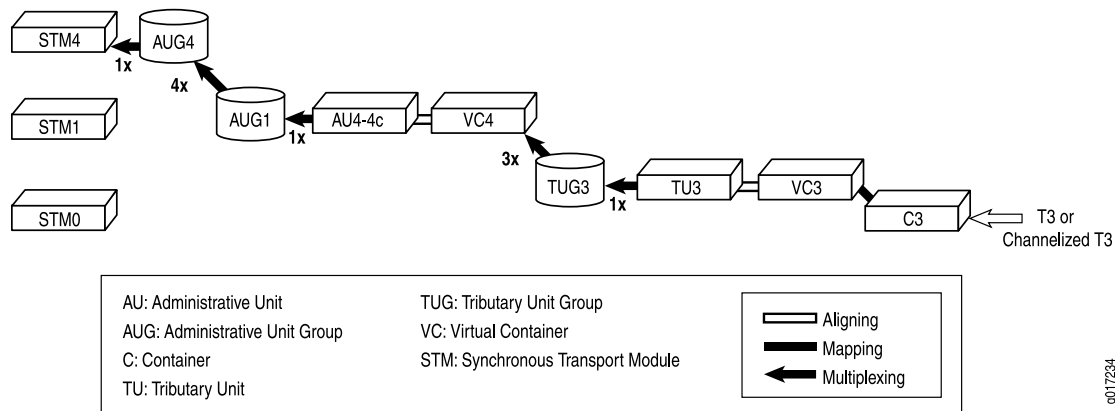 STM4
AUG4
1x
4x
STM1
AUG1
1x
AU4-4c
VC4
3x
STM0
TUG3
1x
TU3
VC3
C3
T3 or
Channelized T3
AU: Administrative Unit
AUG: Administrative Unit Group
C: Container
TU: Tributary Unit
TUG: Tributary Unit Group
VC: Virtual Container
STM: Synchronous Transport Module
Aligning
Mapping
Multiplexing
g017234